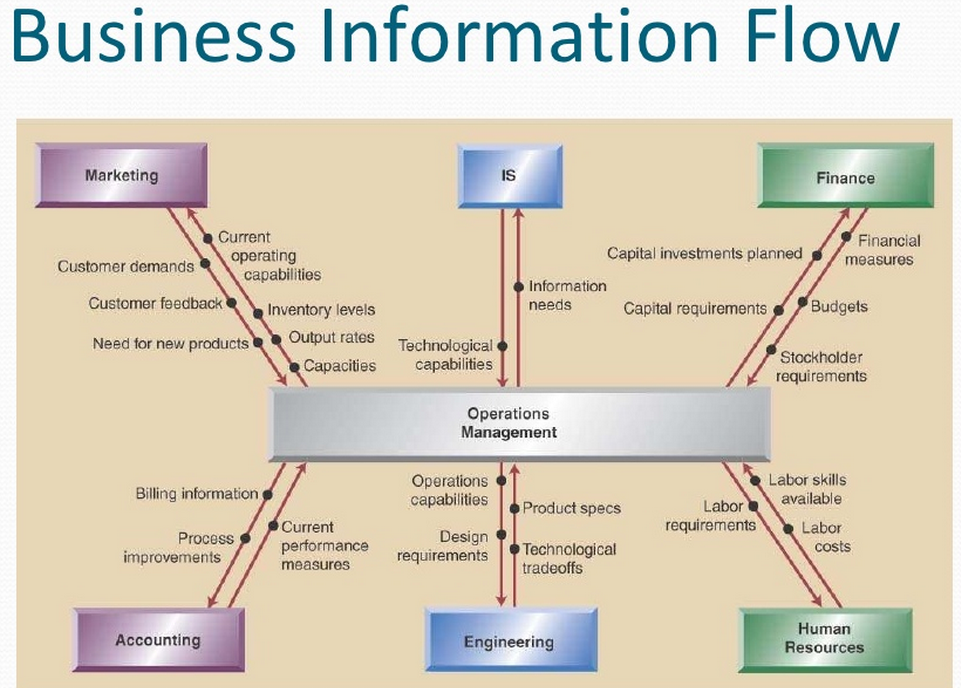 Business Information Flow
Marketing
IS
Finance
Current
operating
capabilities
Customer demands
Customer feedback
Inventory levels
Need for new products
Output rates
Capacities
Information
needs
Technological
capabilities
Capital investments planned
Financial
measures
Capital requirements
Budgets
Stockholder
requirements
Operations
Management
Billing information
Process
improvements
Current
performance
measures
Operations
capabilities
Product specs
Design
requirements
Technological
tradeoffs
Labor skills
available
Labor
requirements
Labor
costs
Accounting
Engineering
Human
Resources